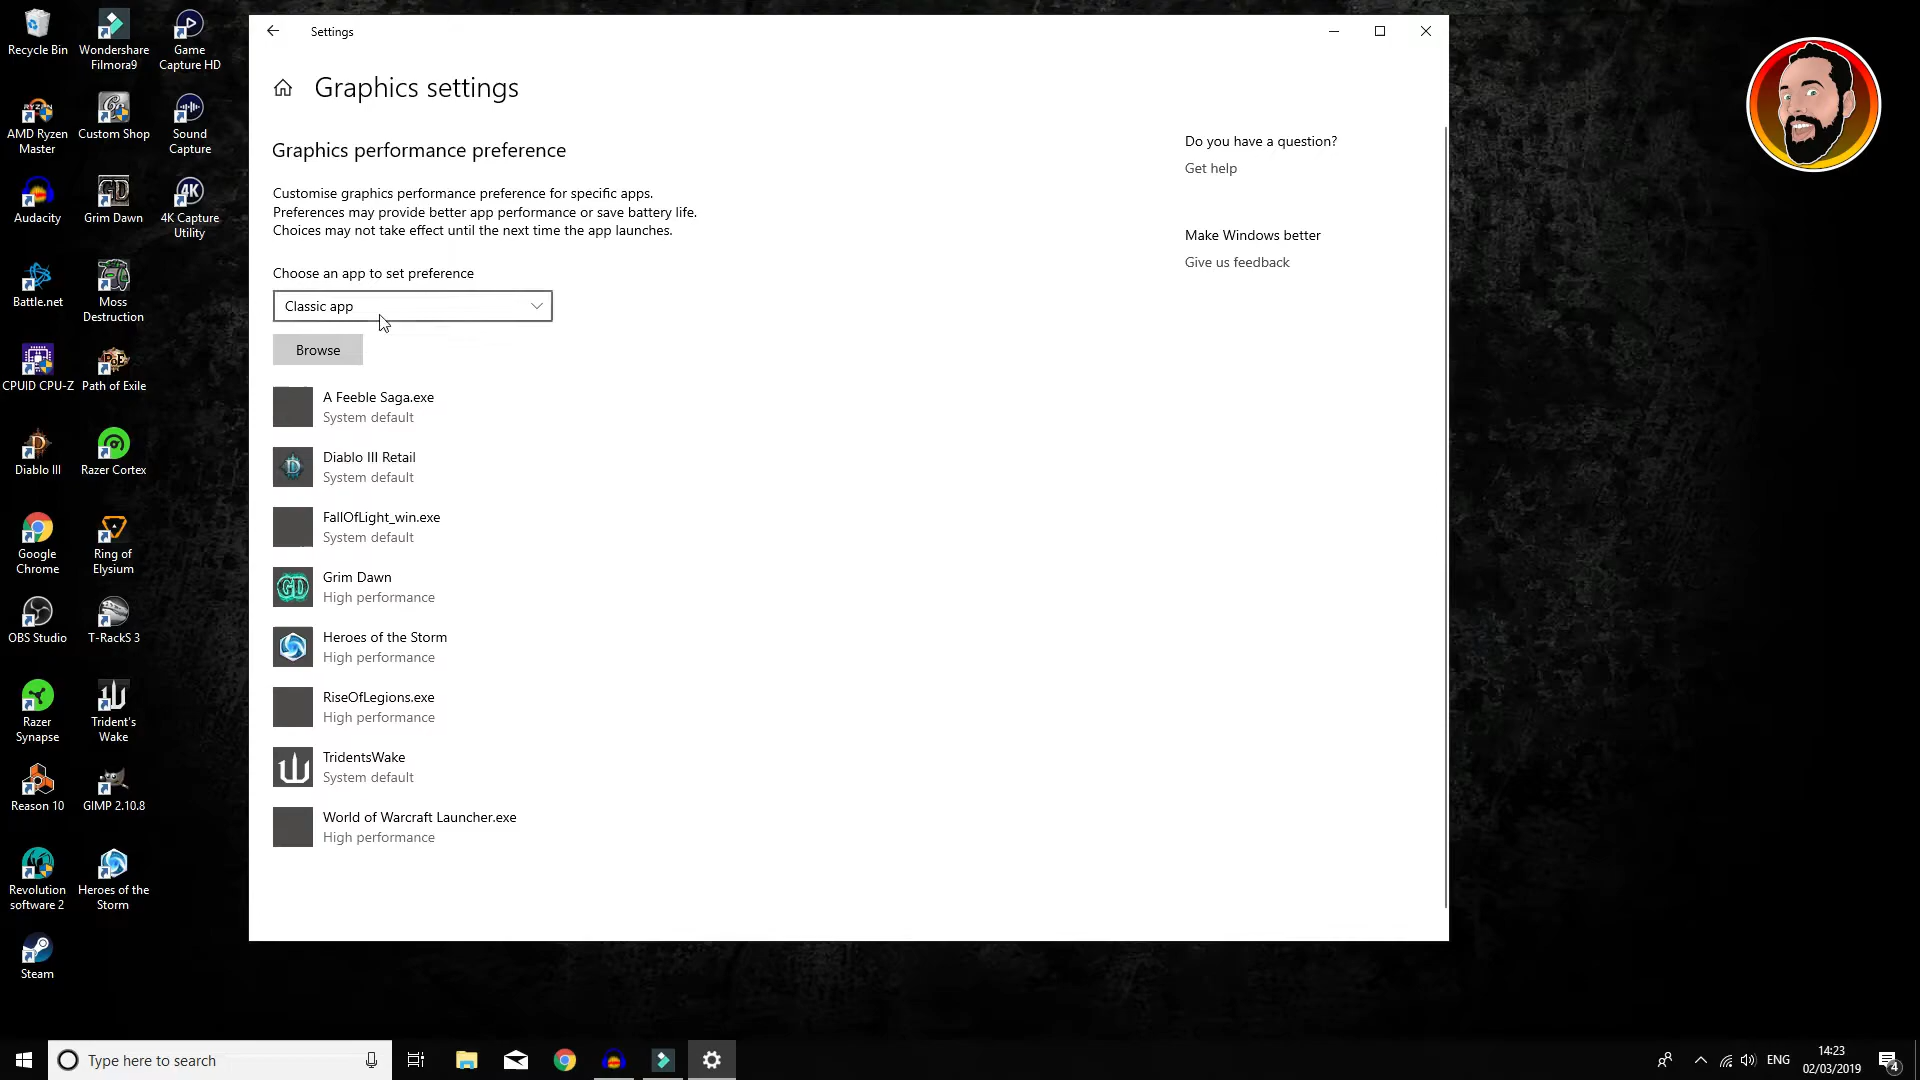 Recycle Bin
Wondershare
Filmora9
Game
Capture HD
AMD Ryzen
Master
Custom Shop
Sound
Capture
Audacity
Grim Dawn
4K Capture
Utility
Battle.net
Moss
Destruction
CPUID CPU-Z
Path of Exile
Diablo III
Razer Cortex
Google
Chrome
Ring of
Elysium
OBS Studio
T-RackS 3
Razer
Synapse
Trident's
Wake
Reason 10
GIMP 2.10.8
Revolution
software 2
Heroes of the
Storm
Steam
Settings
Graphics settings
Graphics performance preference
Customise graphics performance preference for specific apps.
Preferences may provide better app performance or save battery life.
Choices may not take effect until the next time the app launches.
Choose an app to set preference
Classic app
Browse
A Feeble Saga.exe
System default
Diablo III Retail
System default
FallOfLight_win.exe
System default
Grim Dawn
High performance
Heroes of the Storm
High performance
RiseOfLegions.exe
High performance
TridentsWake
System default
World of Warcraft Launcher.exe
High performance
Do you have a question?
Get help
Make Windows better
Give us feedback
Type here to search
ENG
14:23
02/03/2019
4